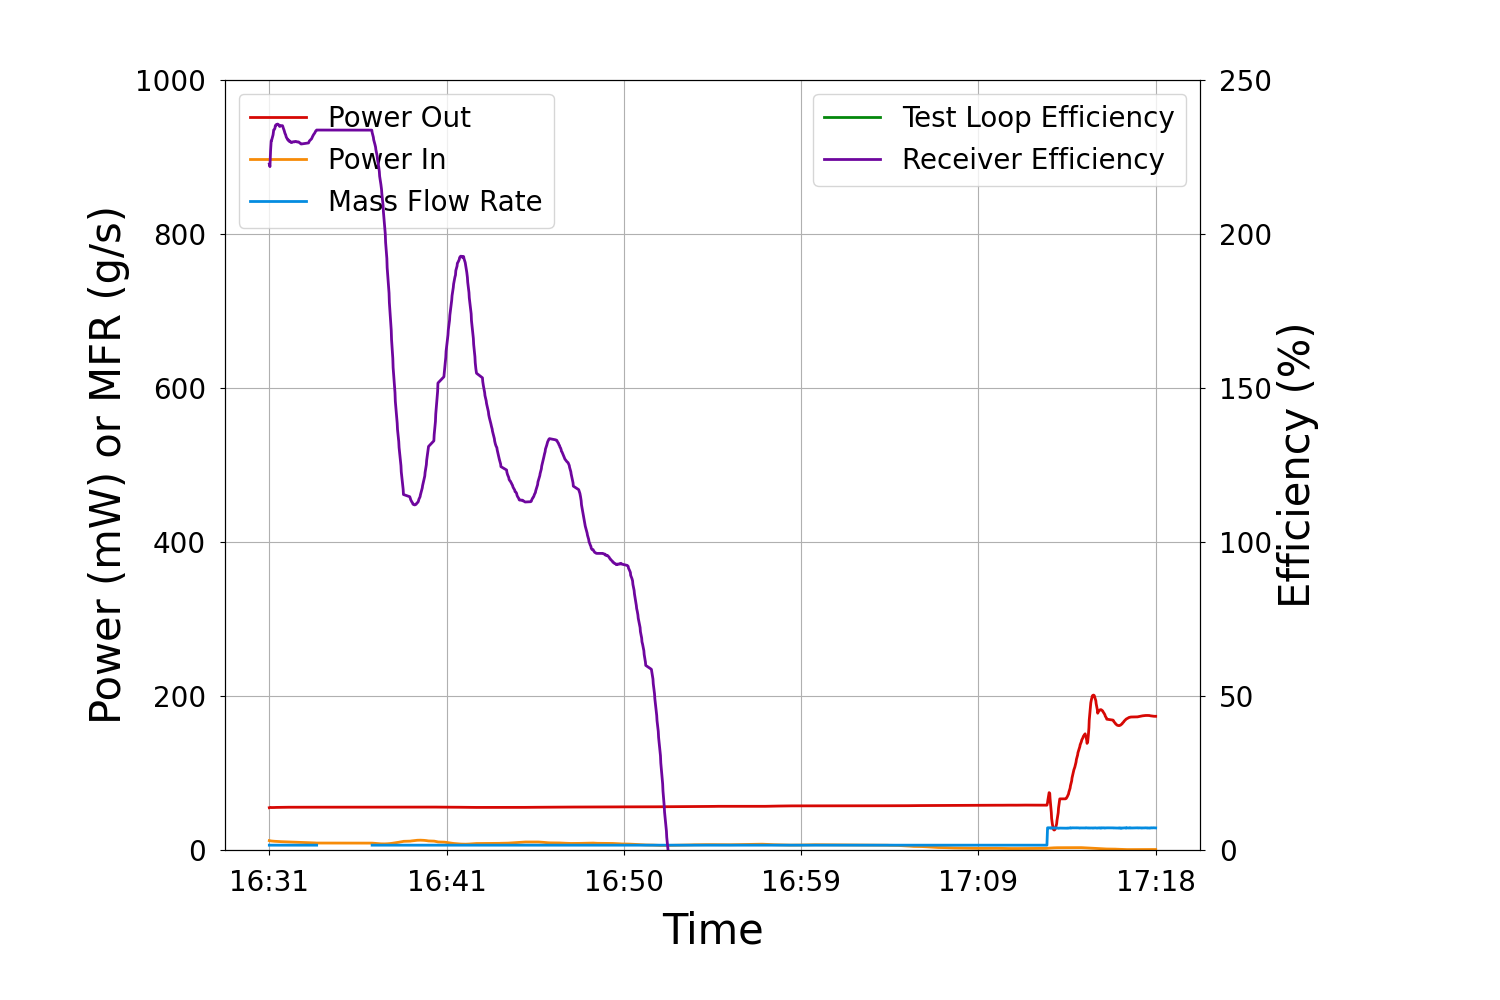 1000
800
600
400
200
0
Power (mW) or MFR (g/s)
Power Out
Power In
Mass Flow Rate
Test Loop Efficiency
Receiver Efficiency
250
200
150
100
50
0
Efficiency (%)
16:31 16:41 16:50 16:59 17:09 17:18
Time